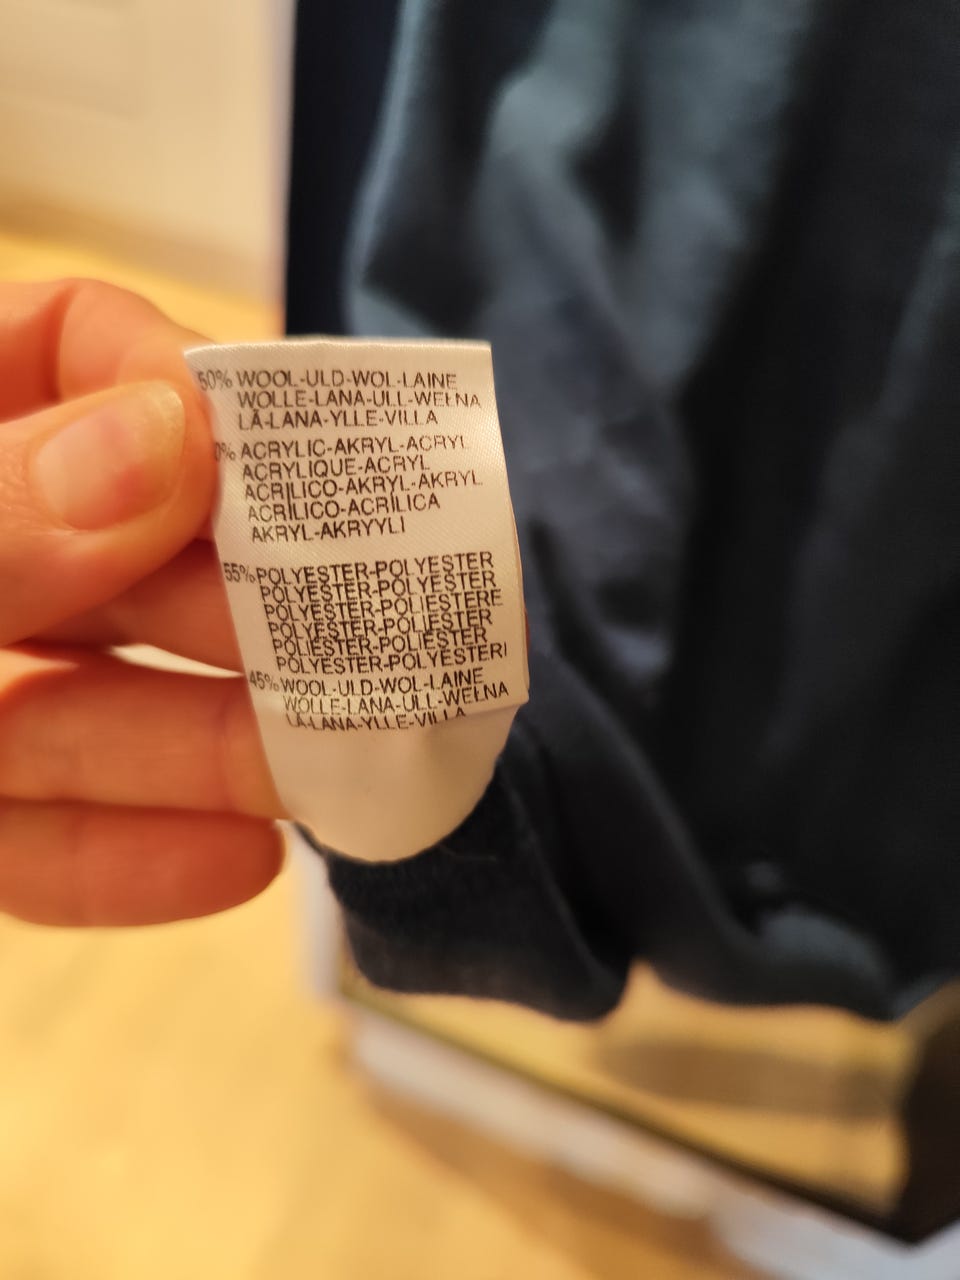 50% WOOL-ULD-WOL-LAINE
WOLLE-LANA-ULL-WEŁNA
LÃ-LANA-YLLE-VILLA
0% ACRYLIC-AKRYL-ACRYL
ACRYLIQUE-ACRYL
ACRÍLICO-AKRYL-AKRYL
ACRÍLICO-ACRÍLICA
AKRYL-AKRYYLI
55% POLYESTER-POLYESTER
POLYESTER-POLYESTER
POLYESTER-POLIESTERE
POLYESTER-POLIESTER
POLIÉSTER-POLIÉSTER
POLYESTER-POLYESTERI
45% WOOL-ULD-WOL-LAINE
WOLLE-LANA-ULL-WEŁNA
LÃ-LANA-YLLE-VILLA